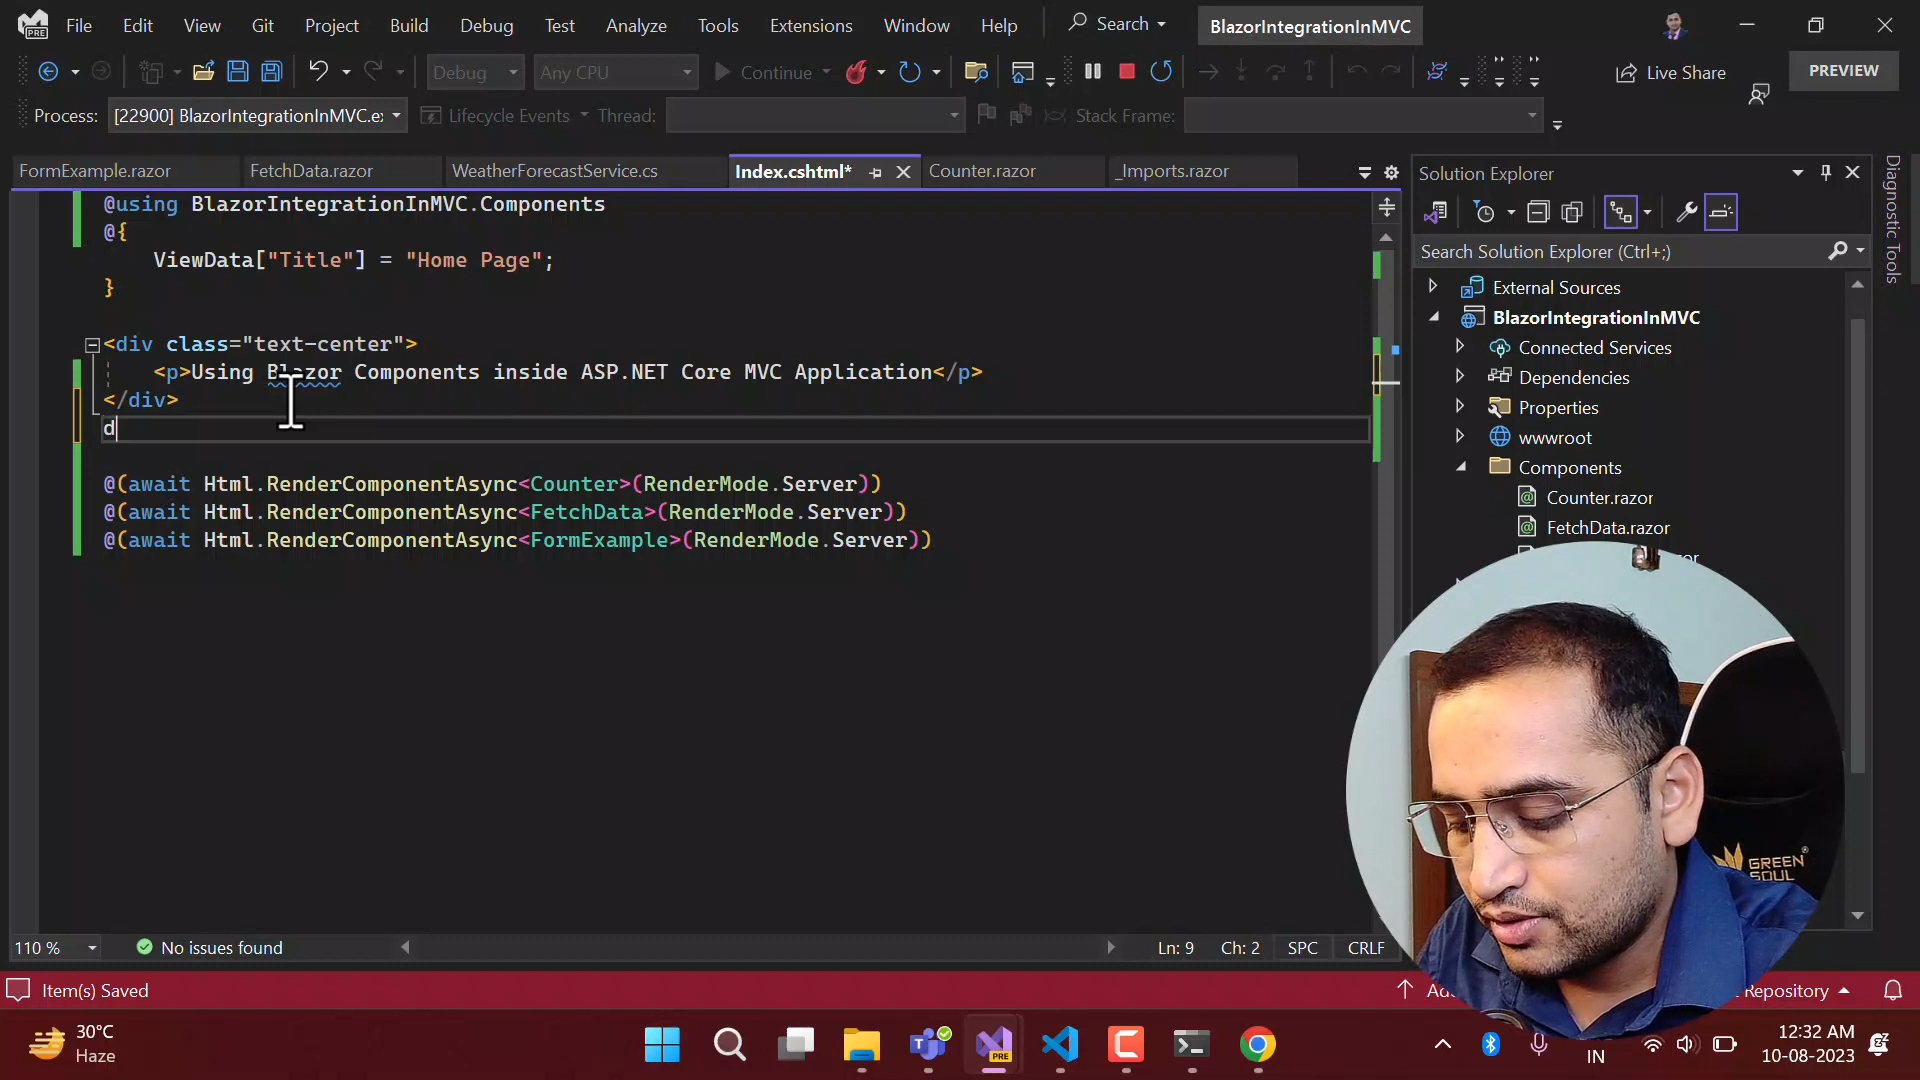 File Edit View Git Project Build Debug Test Analyze Tools Extensions Window Help Search BlazorIntegrationInMVC
Debug Any CPU Continue Live Share PREVIEW
Process: [22900] BlazorIntegrationInMVC.ex Lifecycle Events Thread: Stack Frame:
FormExample.razor FetchData.razor WeatherForecastService.cs Index.cshtml* Counter.razor _Imports.razor
@using BlazorIntegrationInMVC.Components
@{
ViewData["Title"] = "Home Page";
}
<div class="text-center">
<p>Using Blazor Components inside ASP.NET Core MVC Application</p>
</div>
d
@(await Html.RenderComponentAsync<Counter>(RenderMode.Server))
@(await Html.RenderComponentAsync<FetchData>(RenderMode.Server))
@(await Html.RenderComponentAsync<FormExample>(RenderMode.Server))
110 % No issues found Ln: 9 Ch: 2 SPC CRLF
Solution Explorer
Search Solution Explorer (Ctrl+;)
External Sources
BlazorIntegrationInMVC
Connected Services
Dependencies
Properties
wwwroot
Components
Counter.razor
FetchData.razor
Diagnostic Tools
GREEN
SOUL
Item(s) Saved
Repository
30°C
Haze
PRE
IN
12:32 AM
10-08-2023